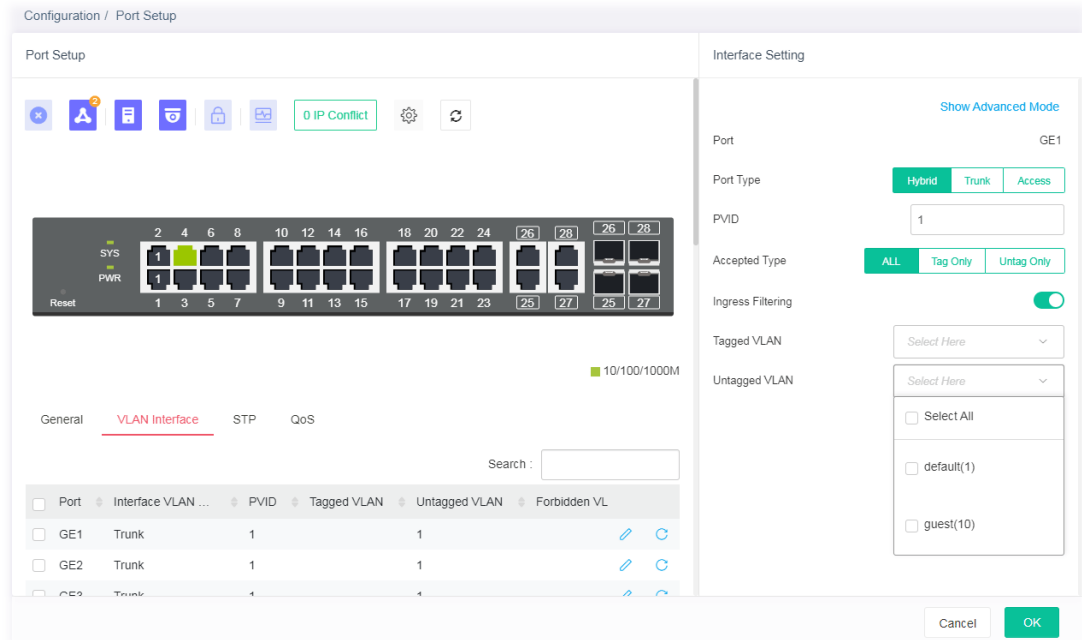 Configuration / Port Setup
Port Setup
Interface Setting
2
0 IP Conflict
Show Advanced Mode
Port GE1
Port Type Hybrid Trunk Access
PVID 1
Accepted Type ALL Tag Only Untag Only
Ingress Filtering
Tagged VLAN Select Here
Untagged VLAN Select Here
Select All
default(1)
guest(10)
2 4 6 8 10 12 14 16 18 20 22 24 26 28 26 28
SYS 1
PWR 1
Reset 1 3 5 7 9 11 13 15 17 19 21 23 25 27 25 27
10/100/1000M
General VLAN Interface STP QoS
Search :
Port Interface VLAN ... PVID Tagged VLAN Untagged VLAN Forbidden VL
GE1 Trunk 1 1
GE2 Trunk 1 1
GE3 Trunk 1 1
Cancel OK